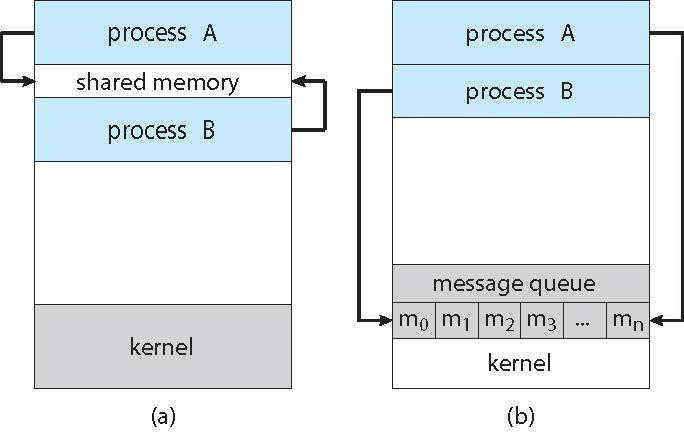 process A
shared memory
process B
kernel
(a)
process A
process B
message queue
m0 m1 m2 m3 ... mn
kernel
(b)